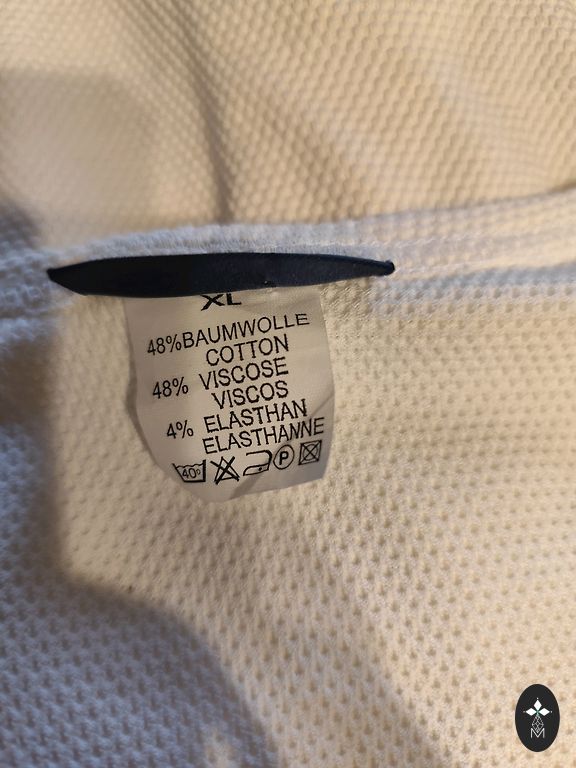 XL
48%BAUMWOLLE
COTTON
48% VISCOSE
VISCOS
4% ELASTHAN
ELASTHANNE
40° P
M